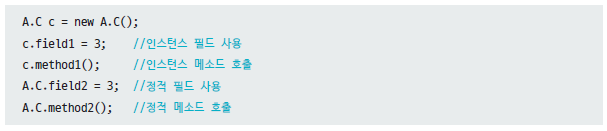 A.C c = new A.C();
c.field1 = 3; //인스턴스 필드 사용
c.method1(); //인스턴스 메소드 호출
A.C.field2 = 3; //정적 필드 사용
A.C.method2(); //정적 메소드 호출